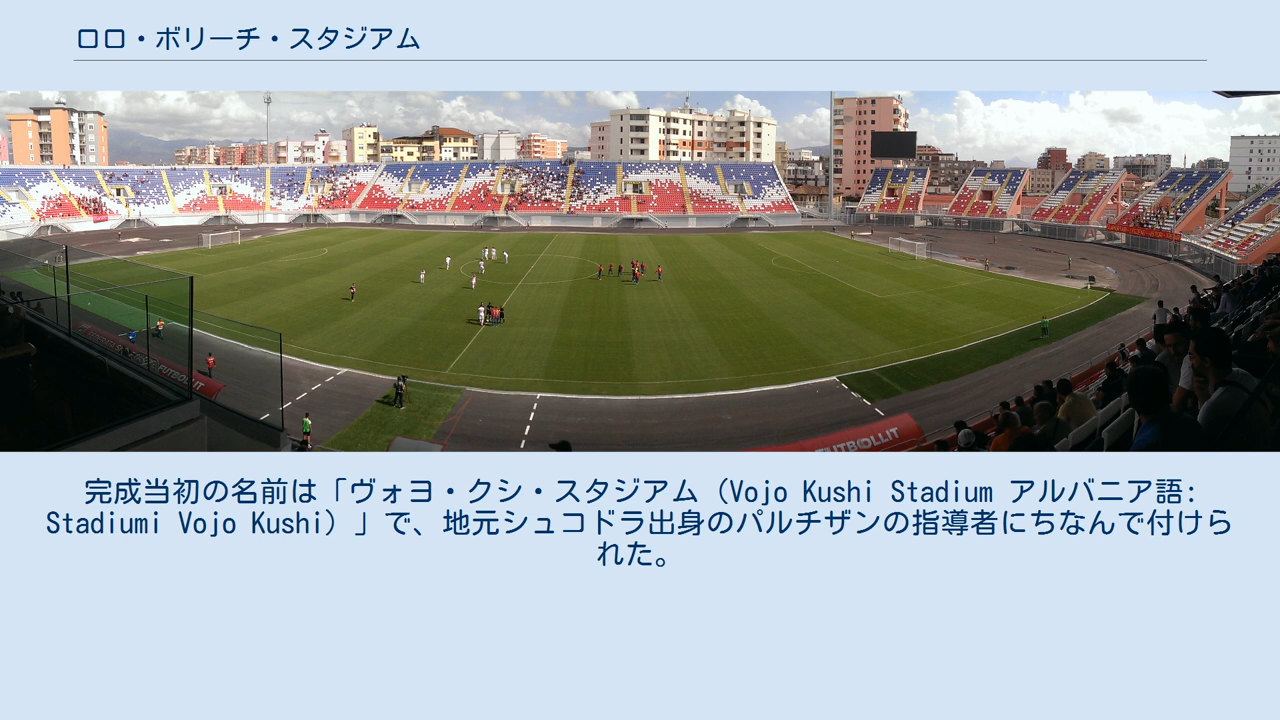 ロロ・ボリーチ・スタジアム
FUTBOLLIT
FUTBOLLIT
完成当初の名前は「ヴォヨ・クシ・スタジアム（Vojo Kushi Stadium アルバニア語:
Stadiumi Vojo Kushi）」で、地元シュコドラ出身のパルチザンの指導者にちなんで付けら
れた。